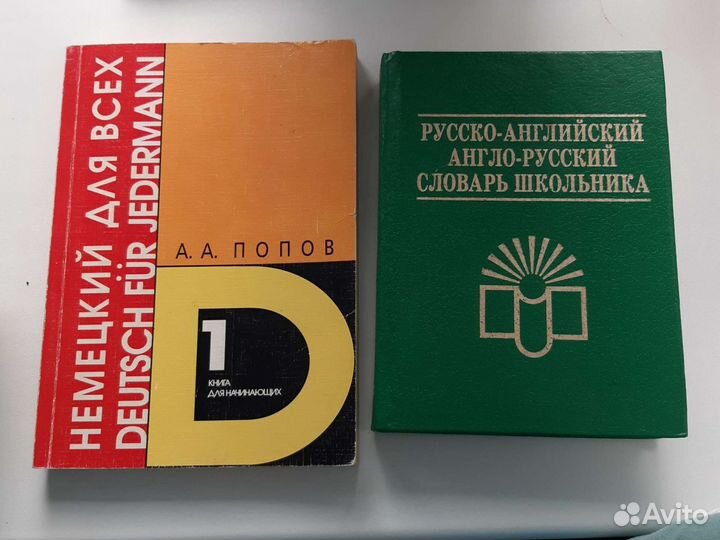 НЕМЕЦКИЙ ДЛЯ ВСЕХ
DEUTSCH FÜR JEDERMANN
А. А. ПОПОВ
1
КНИГА
ДЛЯ НАЧИНАЮЩИХ
D
РУССКО-АНГЛИЙСКИЙ
АНГЛО-РУССКИЙ
СЛОВАРЬ ШКОЛЬНИКА
Avito